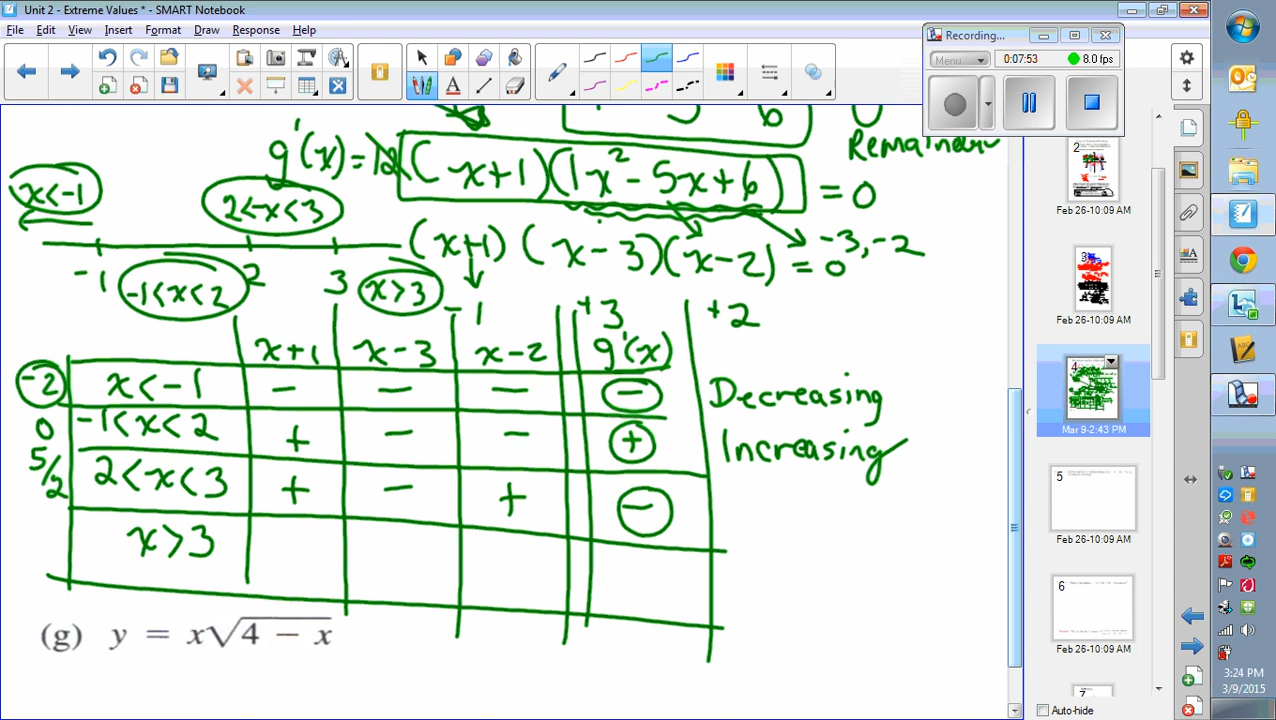 Unit 2 - Extreme Values * - SMART Notebook
File Edit View Insert Format Draw Response Help
Recording...
Menu 0:07:53 8.0 fps
6
Remainder
g'(x) = 12 (x+1)(1x² - 5x + 6) = 0
x < -1
2 < x < 3
(x+1) (x-3)(x-2) = 0
-3, -2
-1 2 3
-1 < x < 2
x > 3
-1 +3 +2
x+1 x-3 x-2 g'(x)
-2 x < -1 - - - - Decreasing
0 -1 < x < 2 + - - + Increasing
5/2 2 < x < 3 + - + -
x > 3
(g) y = x√4 - x
2
Feb 26-10:09 AM
3
Feb 26-10:09 AM
4
Mar 9-2:43 PM
5
Feb 26-10:09 AM
6
Feb 26-10:09 AM
7
Auto-hide
3:24 PM
3/9/2015